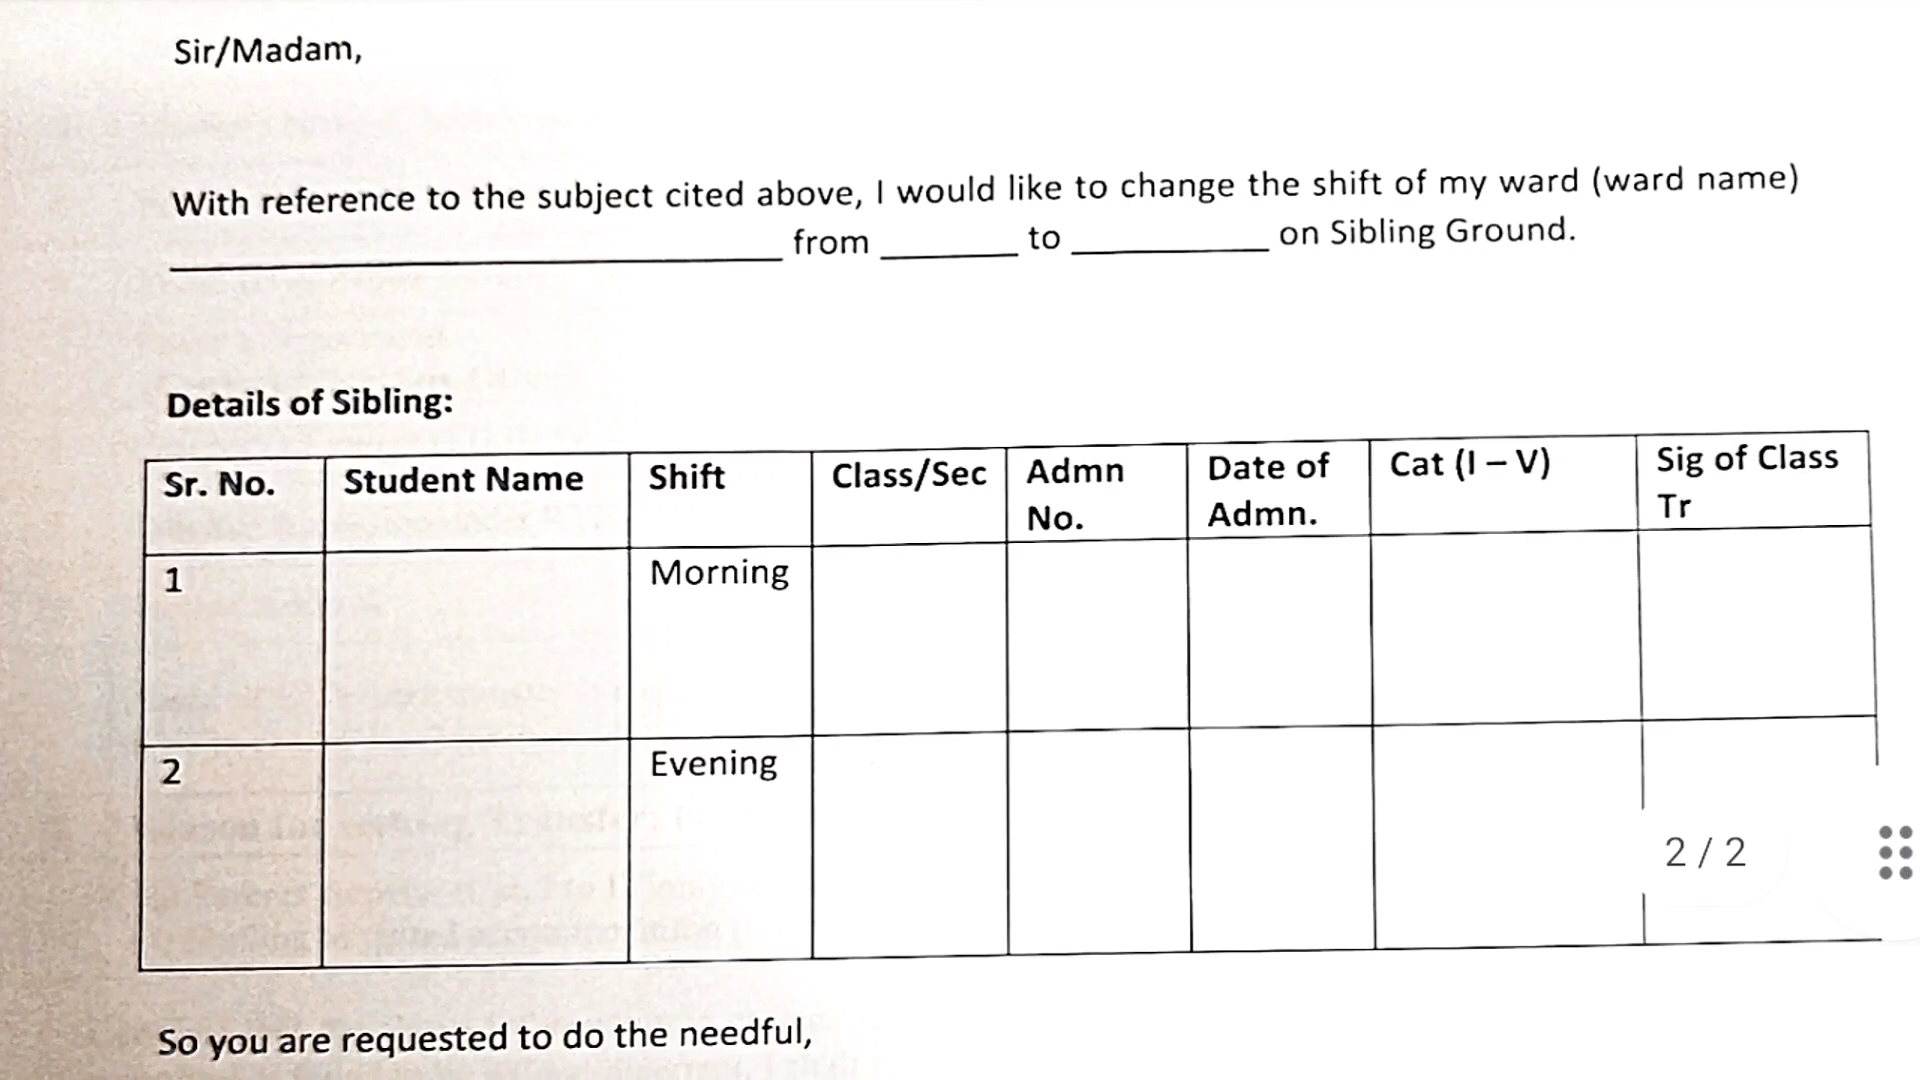 Sir/Madam,
With reference to the subject cited above, I would like to change the shift of my ward (ward name)
____________________ from _______ to __________ on Sibling Ground.
Details of Sibling:
Sr. No. Student Name Shift Class/Sec Admn No. Date of Admn. Cat (I – V) Sig of Class Tr
1 Morning
2 Evening
2 / 2
So you are requested to do the needful,